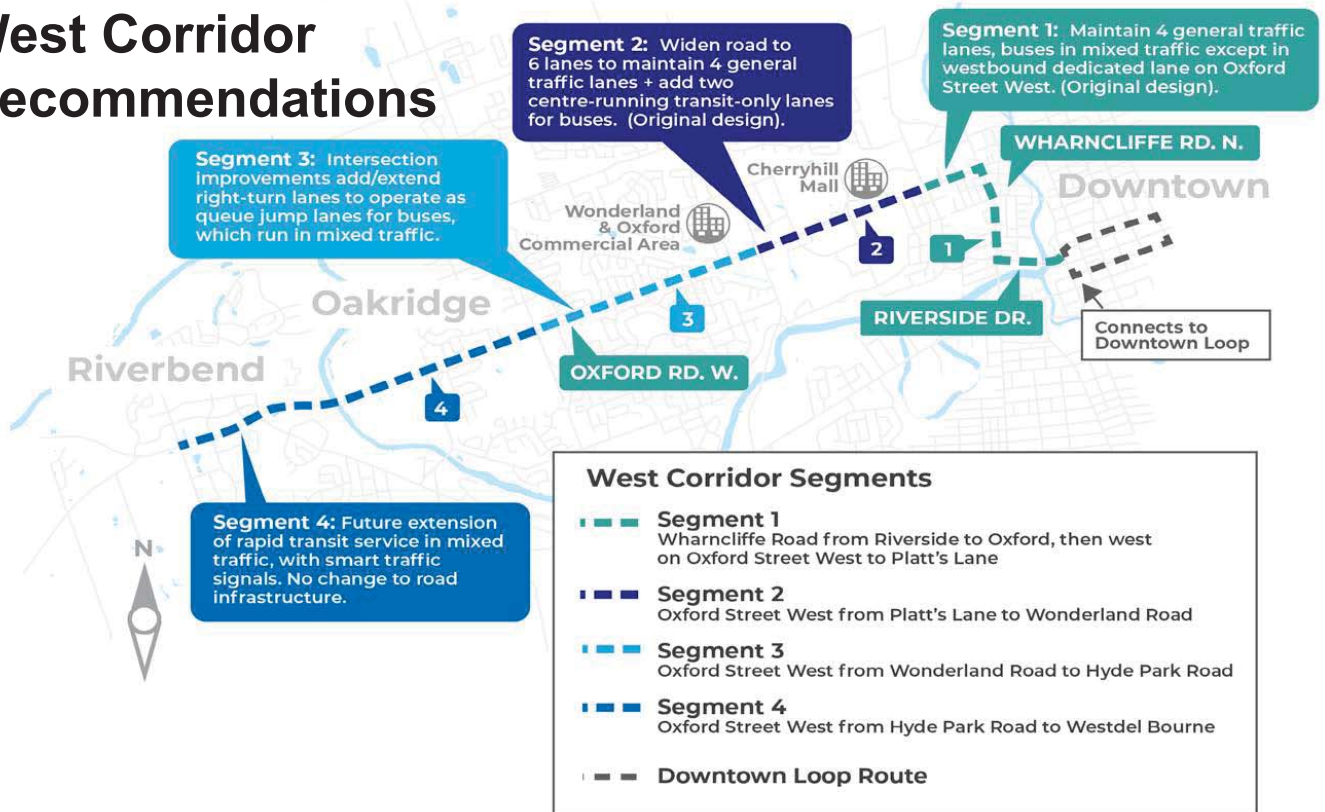 West Corridor
Recommendations
Segment 2: Widen road to
6 lanes to maintain 4 general
traffic lanes + add two
centre-running transit-only lanes
for buses. (Original design).
Segment 1: Maintain 4 general traffic
lanes, buses in mixed traffic except in
westbound dedicated lane on Oxford
Street West. (Original design).
Segment 3: Intersection
improvements add/extend
right-turn lanes to operate as
queue jump lanes for buses,
which run in mixed traffic.
WHARNCLIFFE RD. N.
Cherryhill
Mall
Downtown
Wonderland
& Oxford
Commercial Area
2
1
Oakridge
3
RIVERSIDE DR.
Connects to
Downtown Loop
Riverbend
OXFORD RD. W.
4
Segment 4: Future extension
of rapid transit service in mixed
traffic, with smart traffic
signals. No change to road
infrastructure.
N
West Corridor Segments
Segment 1
Wharncliffe Road from Riverside to Oxford, then west
on Oxford Street West to Platt's Lane
Segment 2
Oxford Street West from Platt's Lane to Wonderland Road
Segment 3
Oxford Street West from Wonderland Road to Hyde Park Road
Segment 4
Oxford Street West from Hyde Park Road to Westdel Bourne
Downtown Loop Route